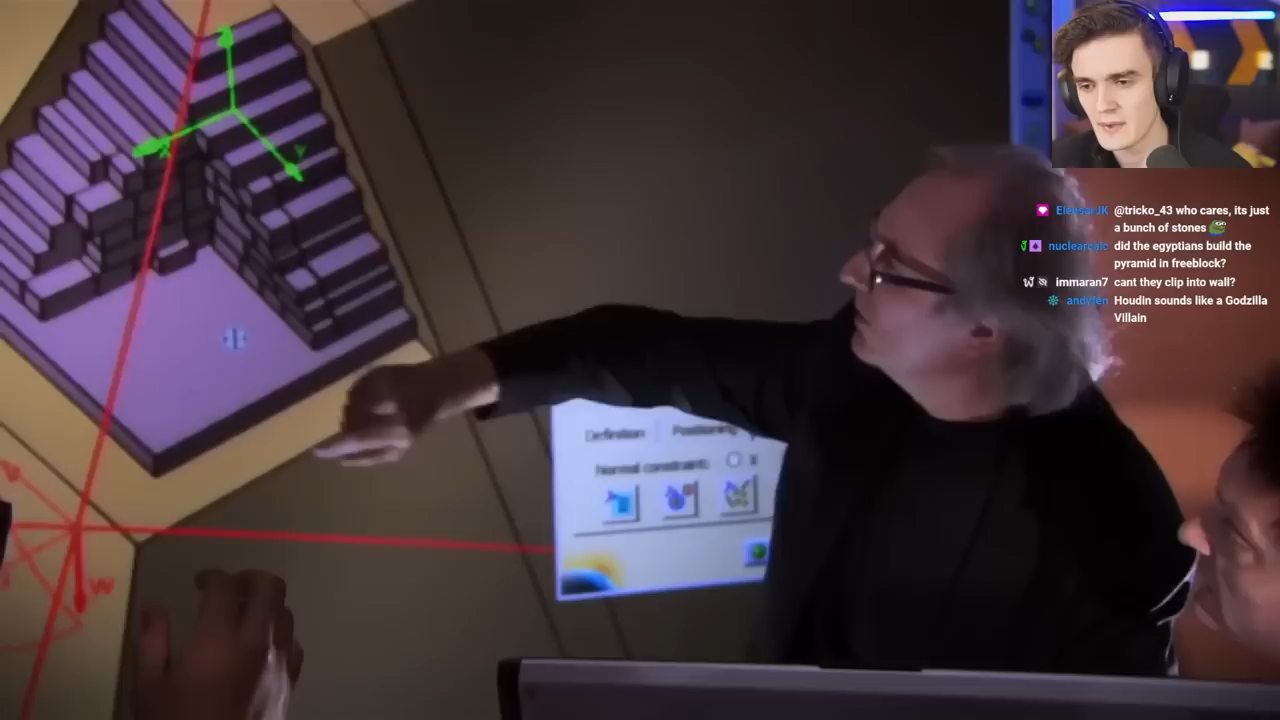 EleusarJK @tricko_43 who cares, its just
a bunch of stones
did the egyptians build the
pyramid in freeblock?
immaran7 cant they clip into wall?
andyfen Houdin sounds like a Godzilla
Villain
Definition Positioning
Normal constraint: X
Y
W